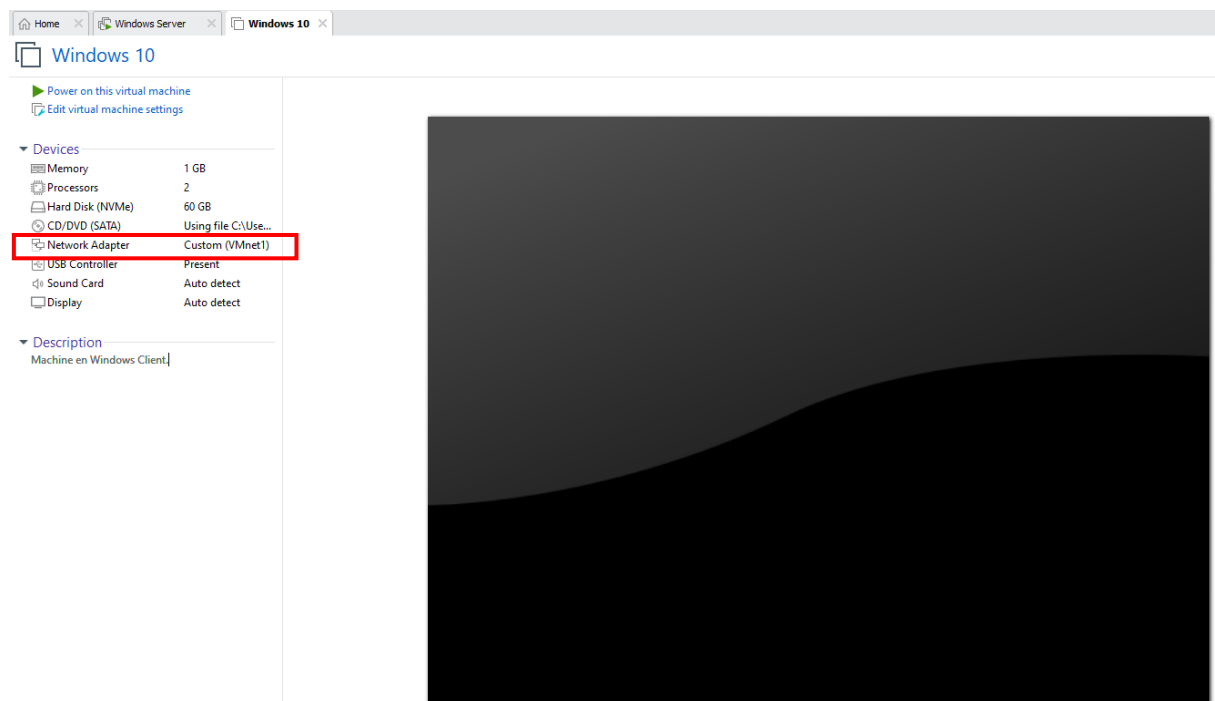 Home Windows Server Windows 10
Windows 10
Power on this virtual machine
Edit virtual machine settings
Devices
Memory 1 GB
Processors 2
Hard Disk (NVMe) 60 GB
CD/DVD (SATA) Using file C:\Use...
Network Adapter Custom (VMnet1)
USB Controller Present
Sound Card Auto detect
Display Auto detect
Description
Machine en Windows Client.